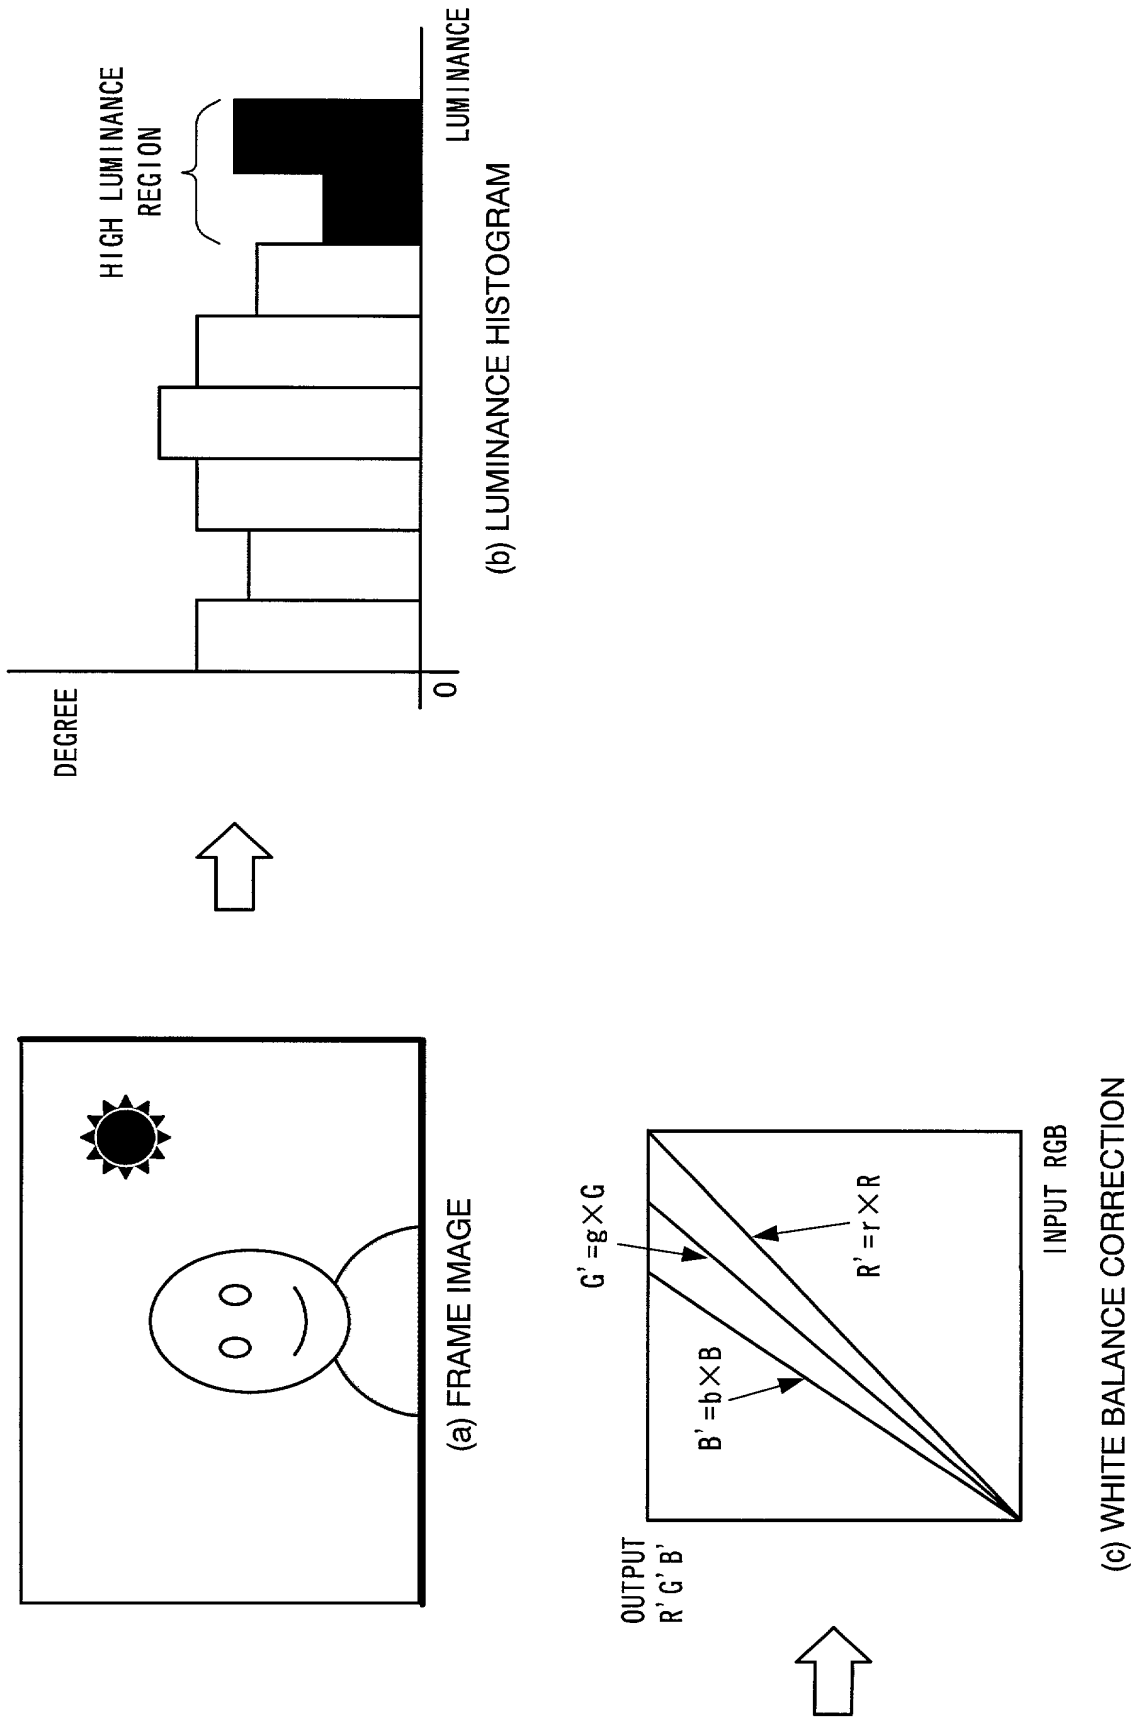 (a) FRAME IMAGE
DEGREE
HIGH LUMINANCE
REGION
0
LUMINANCE
(b) LUMINANCE HISTOGRAM
OUTPUT
R'G'B'
G'=g×G
B'=b×B
R'=r×R
INPUT RGB
(c) WHITE BALANCE CORRECTION